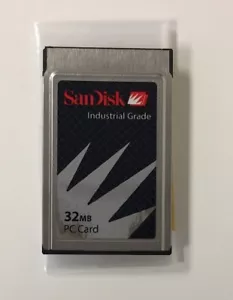 SanDisk
Industrial Grade
32MB
PC Card